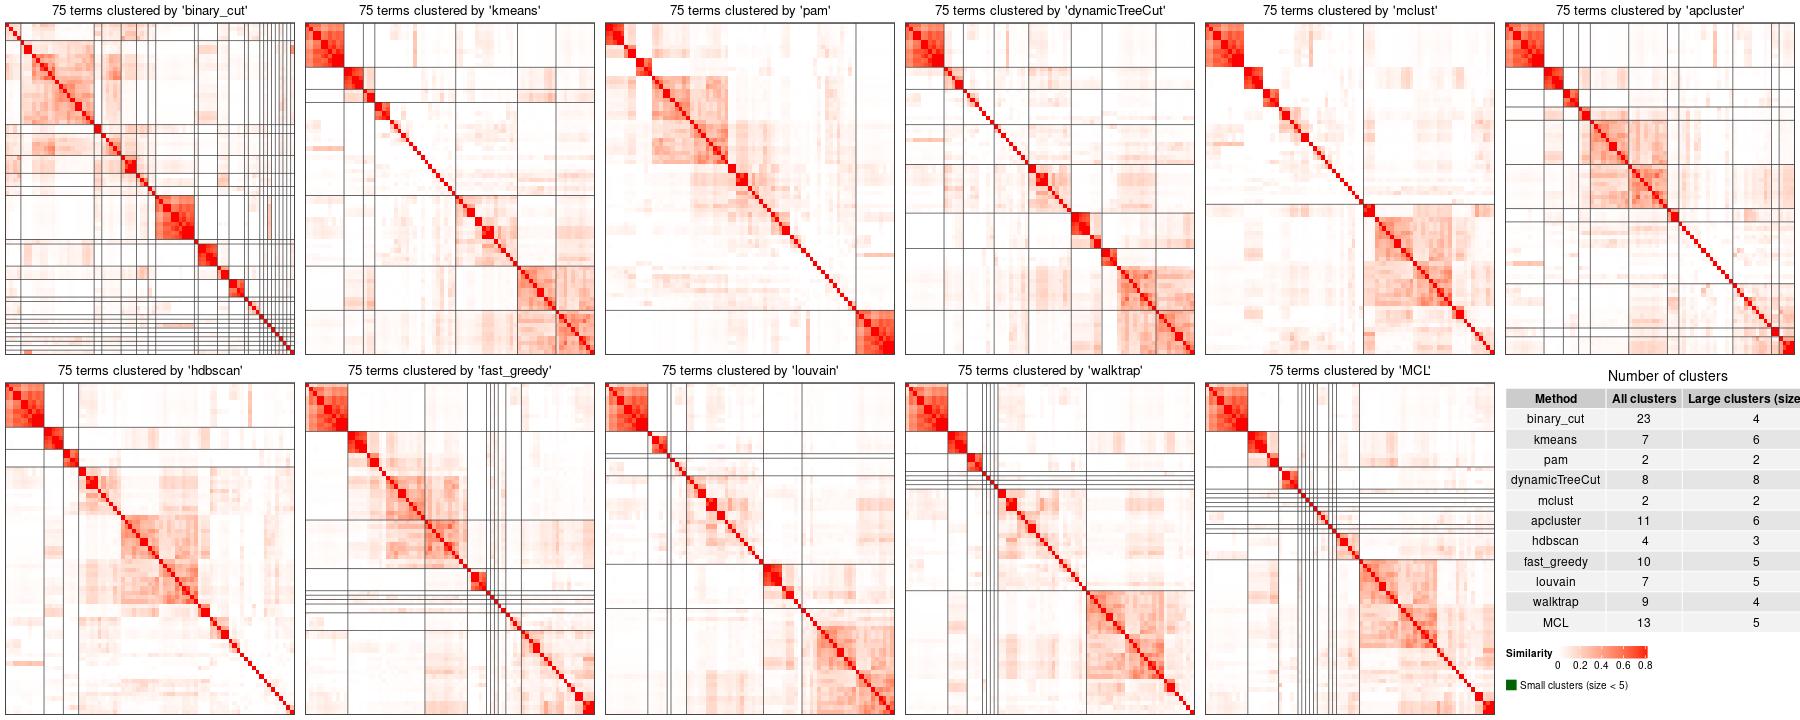 75 terms clustered by 'binary_cut'
75 terms clustered by 'kmeans'
75 terms clustered by 'pam'
75 terms clustered by 'dynamicTreeCut'
75 terms clustered by 'mclust'
75 terms clustered by 'apcluster'
75 terms clustered by 'hdbscan'
75 terms clustered by 'fast_greedy'
75 terms clustered by 'louvain'
75 terms clustered by 'walktrap'
75 terms clustered by 'MCL'
Number of clusters
Method All clusters Large clusters (size
binary_cut 23 4
kmeans 7 6
pam 2 2
dynamicTreeCut 8 8
mclust 2 2
apcluster 11 6
hdbscan 4 3
fast_greedy 10 5
louvain 7 5
walktrap 9 4
MCL 13 5
Similarity
0 0.2 0.4 0.6 0.8
Small clusters (size < 5)